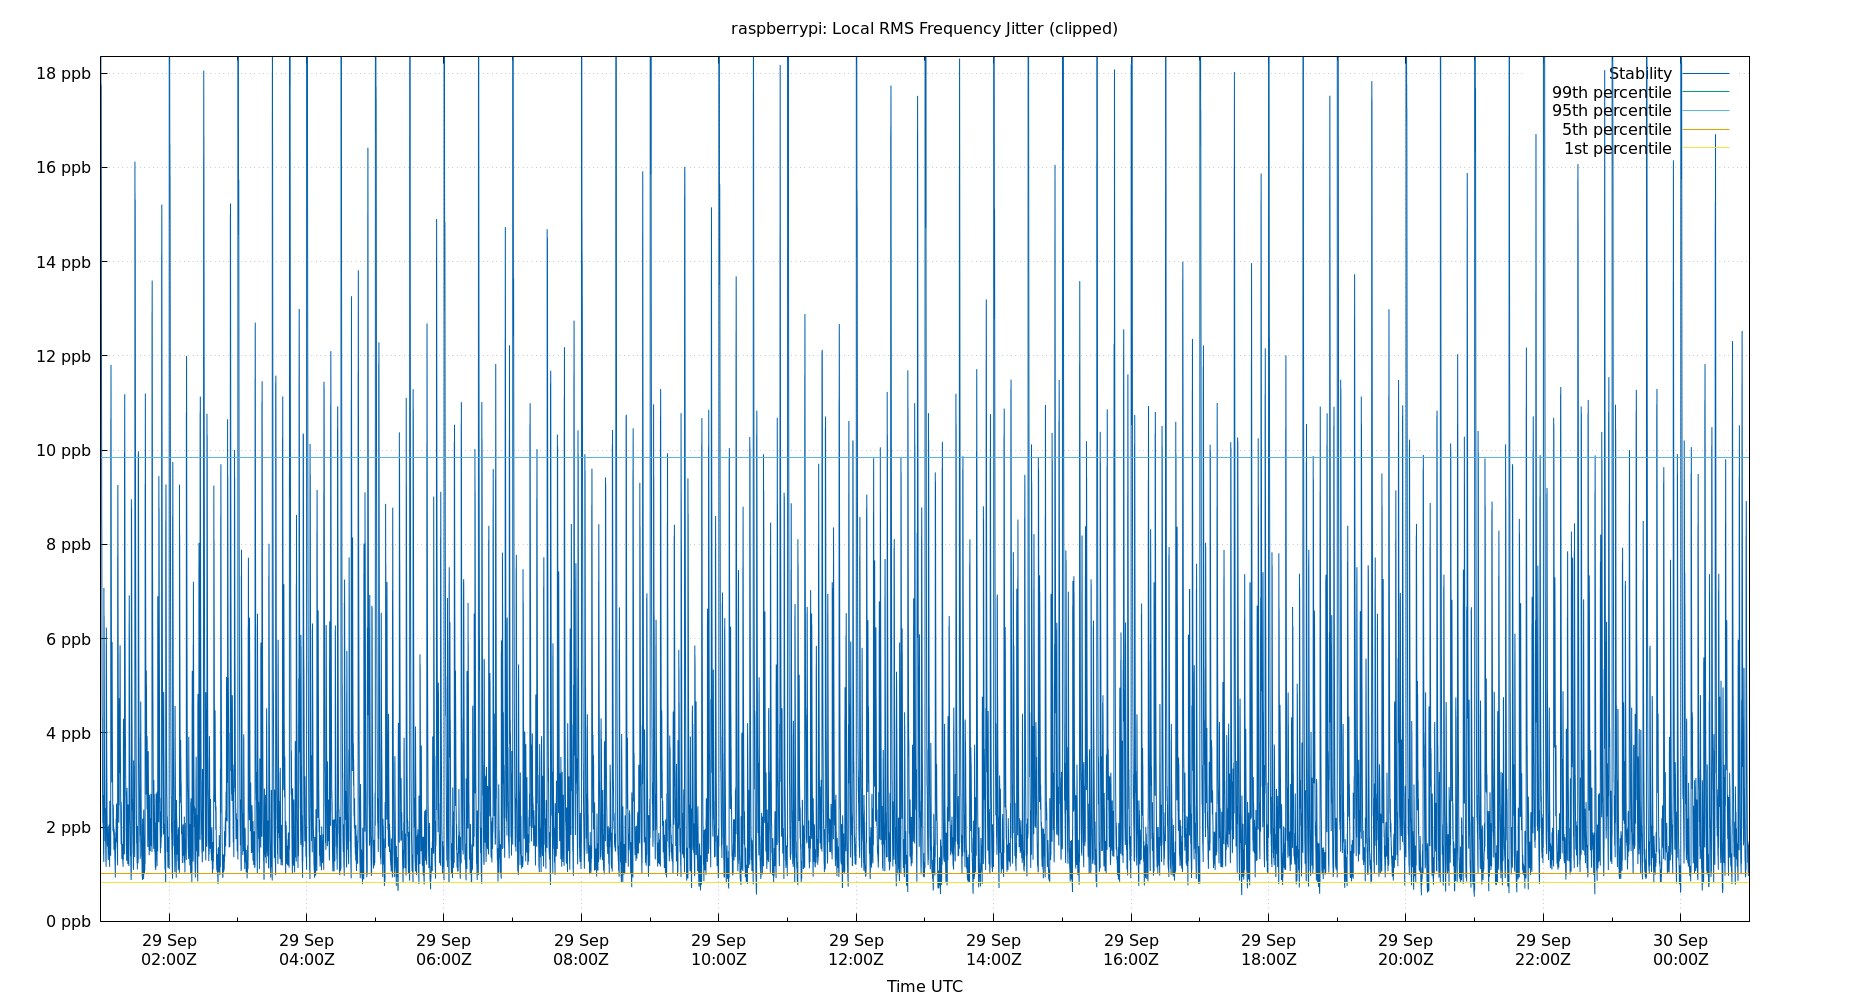 raspberrypi: Local RMS Frequency Jitter (clipped)
18 ppb
16 ppb
14 ppb
12 ppb
10 ppb
8 ppb
6 ppb
4 ppb
2 ppb
0 ppb
Stability
99th percentile
95th percentile
5th percentile
1st percentile
29 Sep
02:00Z
29 Sep
04:00Z
29 Sep
06:00Z
29 Sep
08:00Z
29 Sep
10:00Z
29 Sep
12:00Z
29 Sep
14:00Z
29 Sep
16:00Z
29 Sep
18:00Z
29 Sep
20:00Z
29 Sep
22:00Z
30 Sep
00:00Z
Time UTC